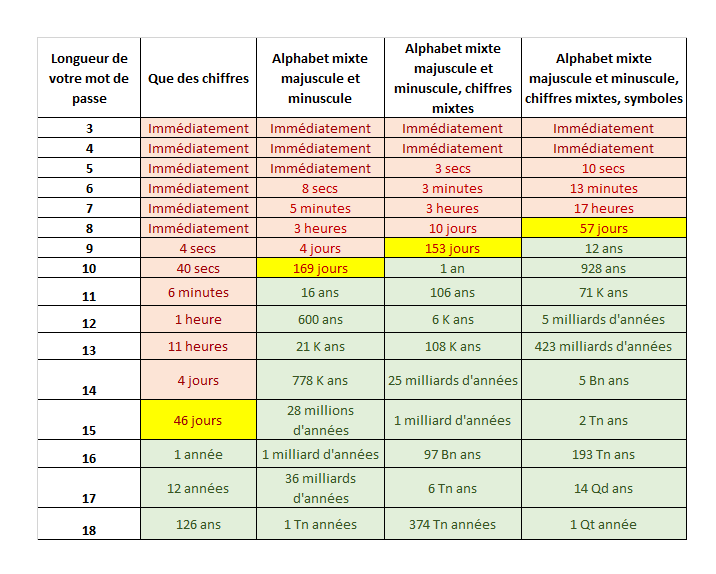 Longueur de votre mot de passe | Que des chiffres | Alphabet mixte majuscule et minuscule | Alphabet mixte majuscule et minuscule, chiffres mixtes | Alphabet mixte majuscule et minuscule, chiffres mixtes, symboles
3 | Immédiatement | Immédiatement | Immédiatement | Immédiatement
4 | Immédiatement | Immédiatement | Immédiatement | Immédiatement
5 | Immédiatement | Immédiatement | 3 secs | 10 secs
6 | Immédiatement | 8 secs | 3 minutes | 13 minutes
7 | Immédiatement | 5 minutes | 3 heures | 17 heures
8 | Immédiatement | 3 heures | 10 jours | 57 jours
9 | 4 secs | 4 jours | 153 jours | 12 ans
10 | 40 secs | 169 jours | 1 an | 928 ans
11 | 6 minutes | 16 ans | 106 ans | 71 K ans
12 | 1 heure | 600 ans | 6 K ans | 5 milliards d'années
13 | 11 heures | 21 K ans | 108 K ans | 423 milliards d'années
14 | 4 jours | 778 K ans | 25 milliards d'années | 5 Bn ans
15 | 46 jours | 28 millions d'années | 1 milliard d'années | 2 Tn ans
16 | 1 année | 1 milliard d'années | 97 Bn ans | 193 Tn ans
17 | 12 années | 36 milliards d'années | 6 Tn ans | 14 Qd ans
18 | 126 ans | 1 Tn années | 374 Tn années | 1 Qt année